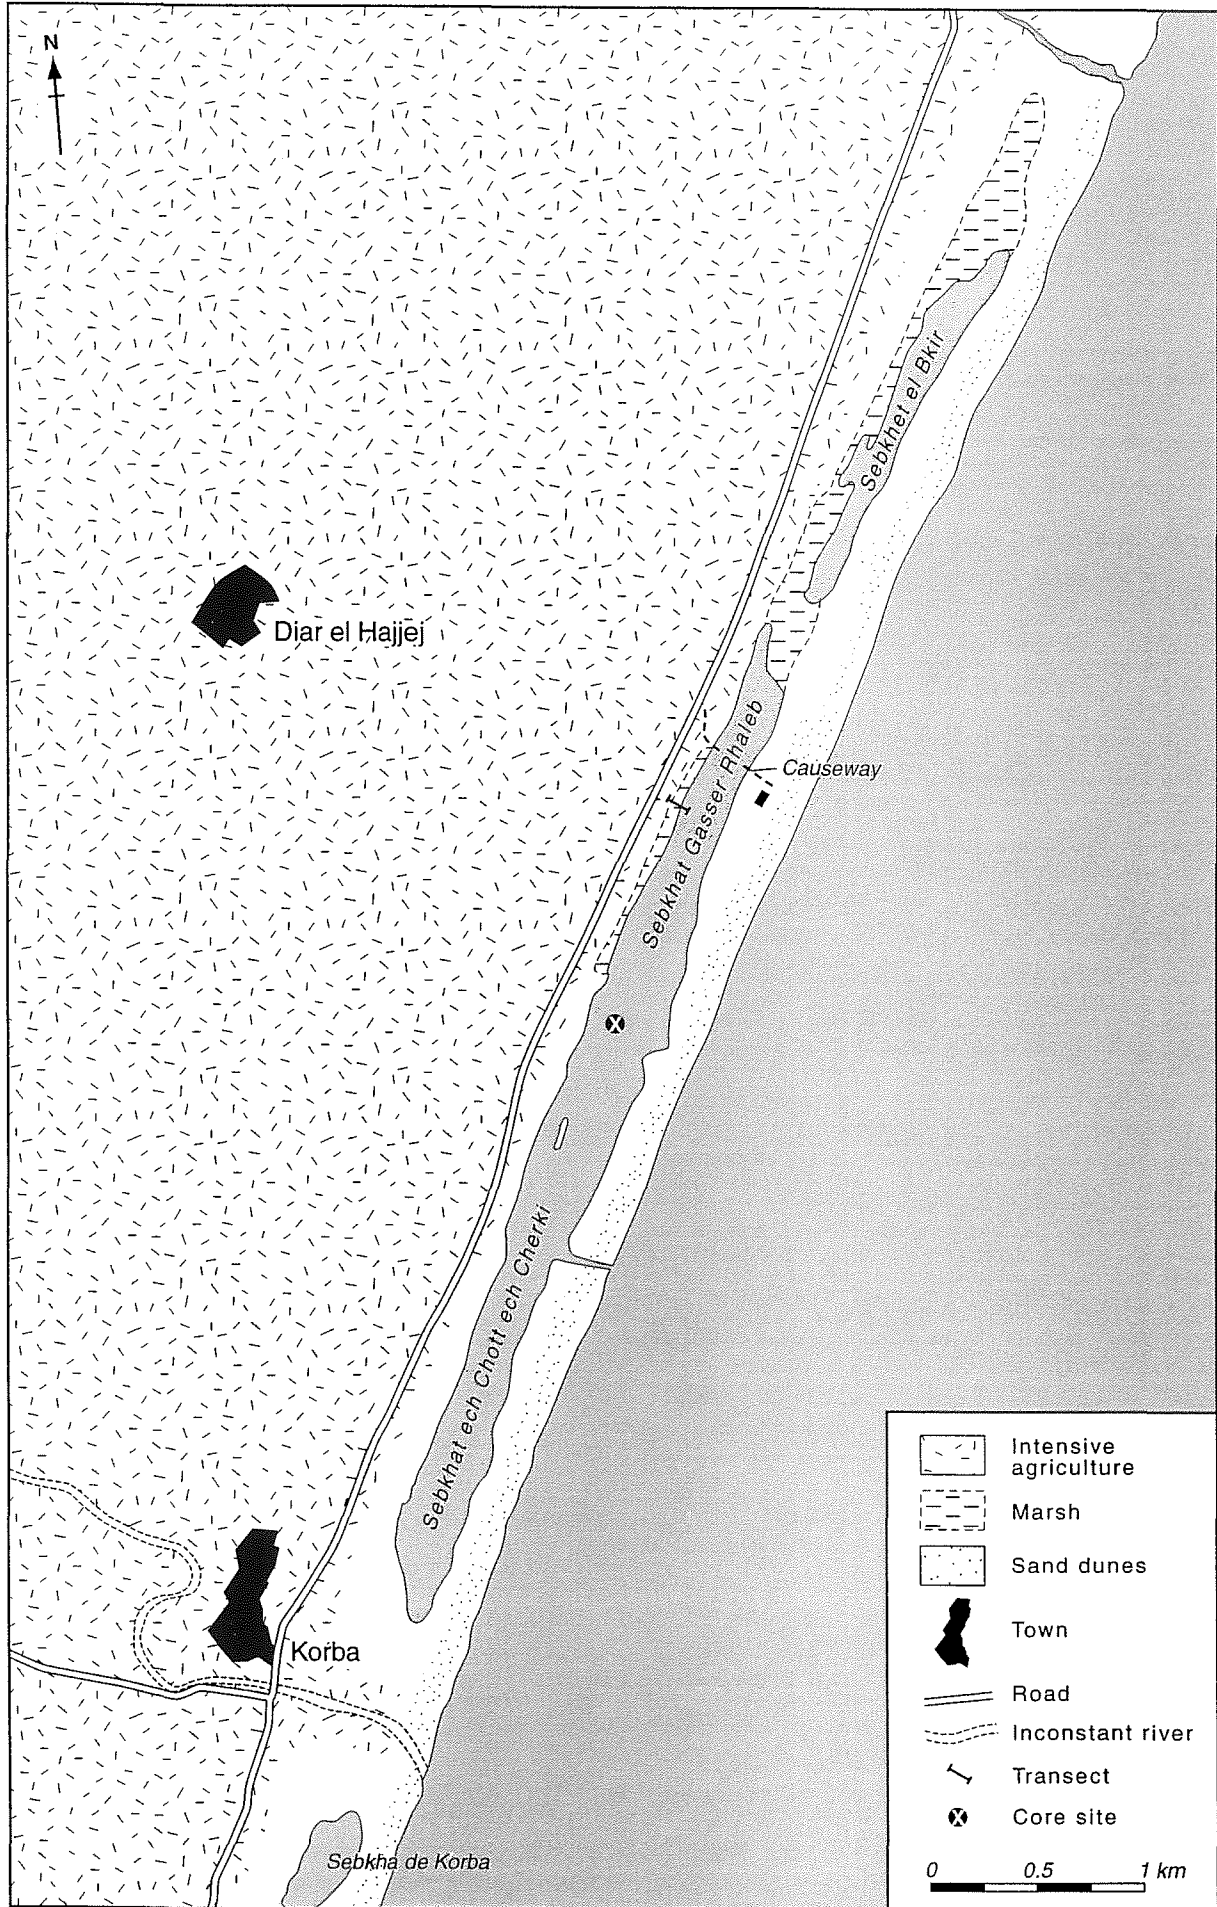 N
Sebkhet el Bkir
Diar el Hajjej
Causeway
Sebkhat Gasser Rhaleb
X
Sebkhat ech Chott ech Cherki
Korba
Sebkha de Korba
Intensive
agriculture
Marsh
Sand dunes
Town
Road
Inconstant river
Transect
X
Core site
0 0.5 1 km